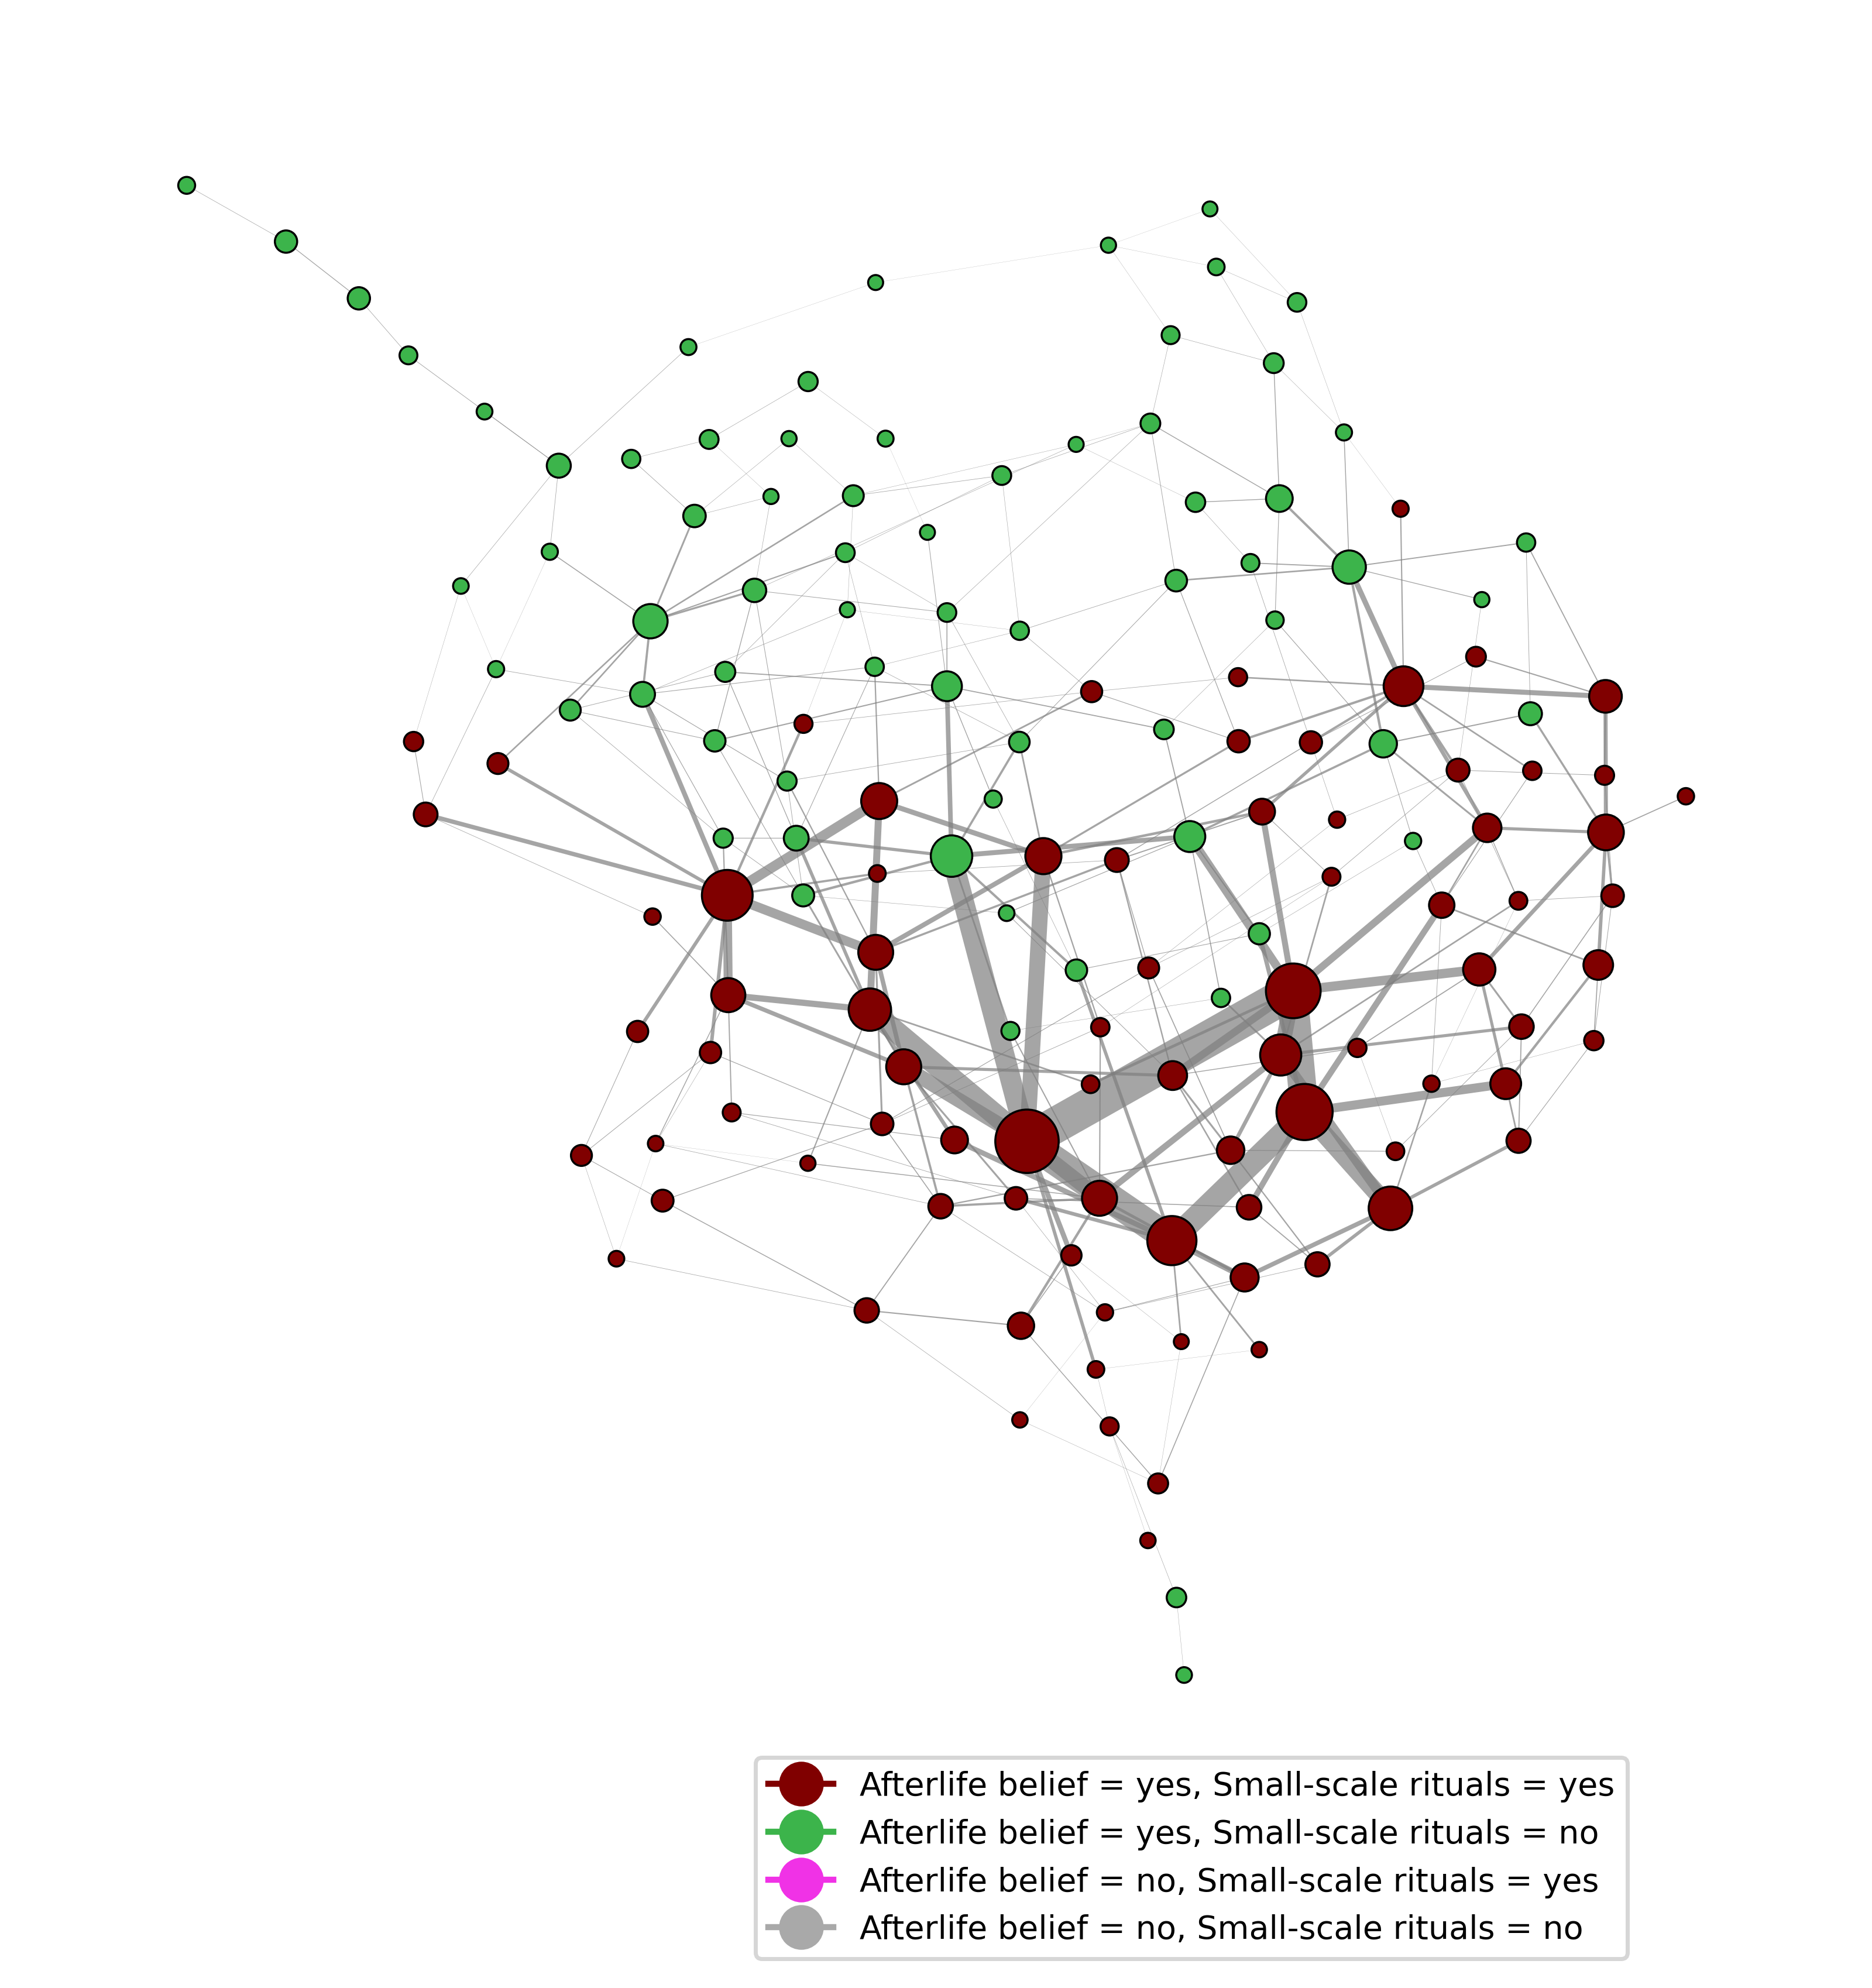 Afterlife belief = yes, Small-scale rituals = yes
Afterlife belief = yes, Small-scale rituals = no
Afterlife belief = no, Small-scale rituals = yes
Afterlife belief = no, Small-scale rituals = no